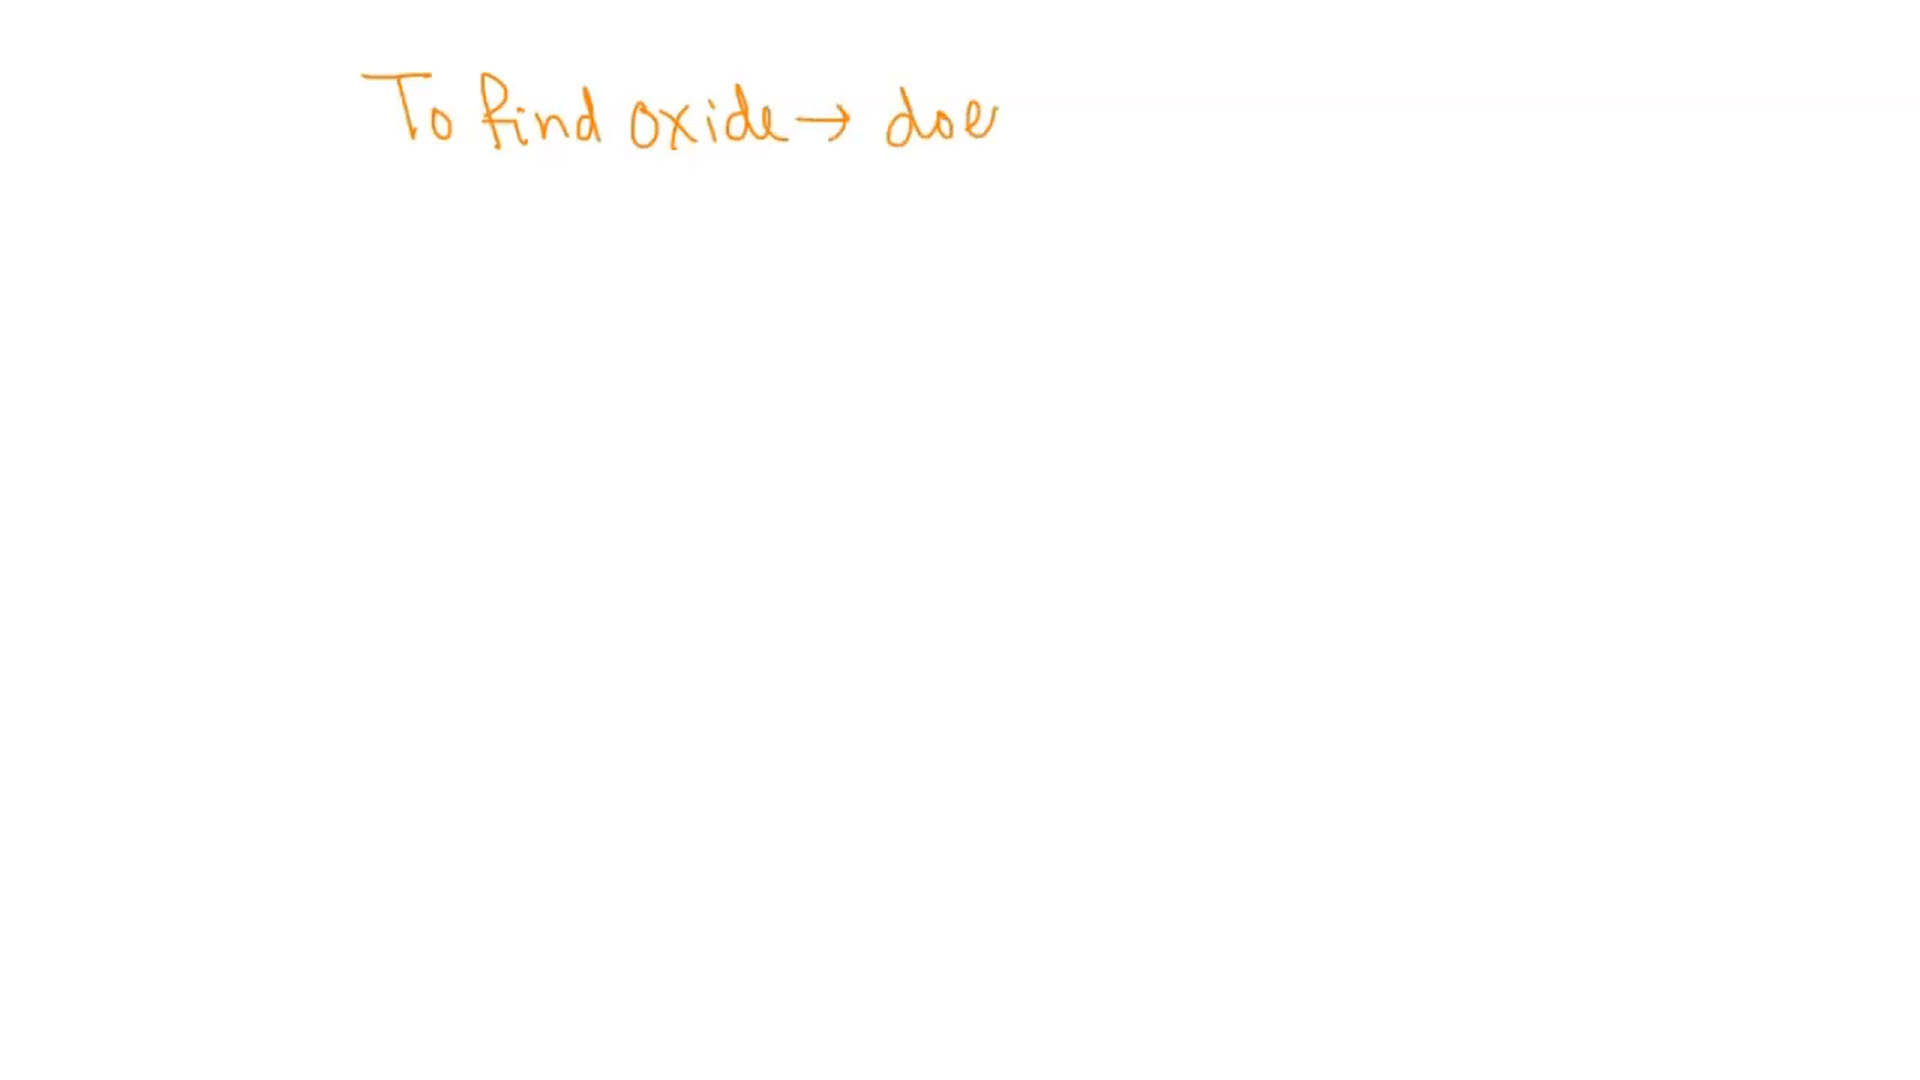 To find oxide → doe